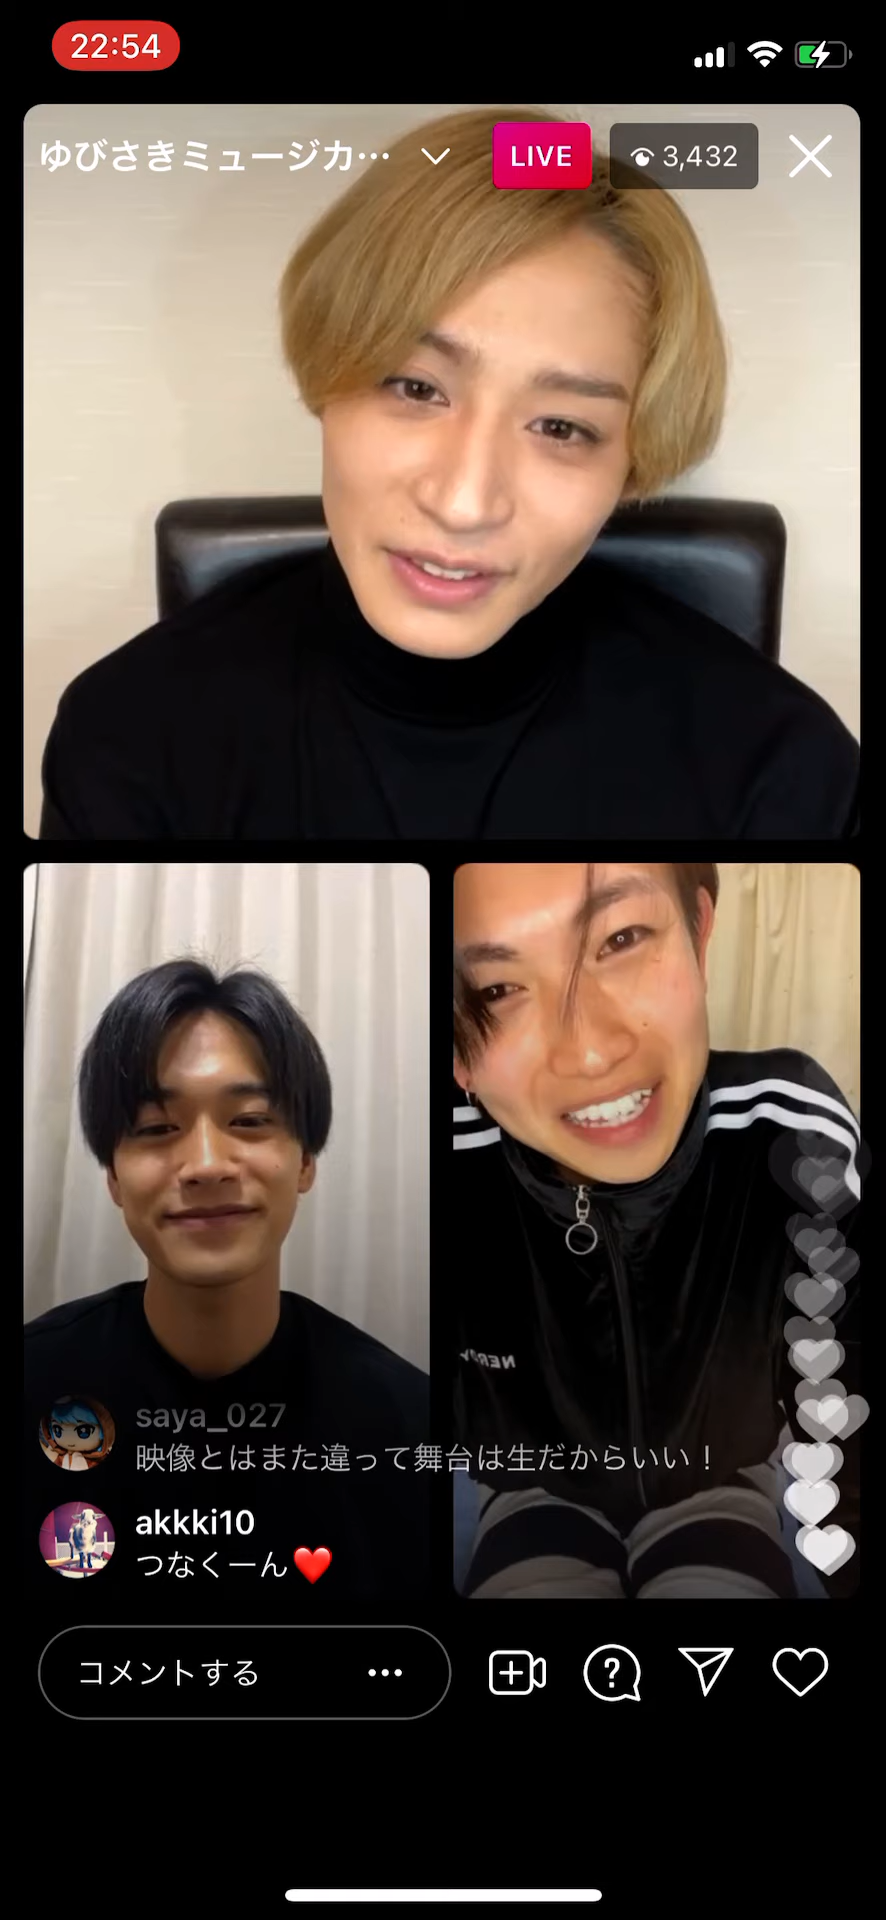 22:54
ゆびさきミュージカ…
LIVE
3,432
saya_027
映像とはまた違って舞台は生だからいい！
akkki10
つなくーん❤️
コメントする